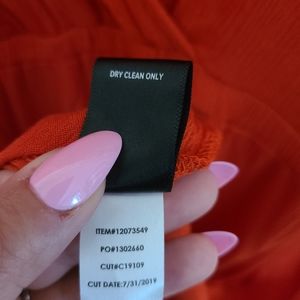 DRY CLEAN ONLY
ITEM#12073549
PO#1302660
CUT#C19109
CUT DATE:7/31/2019